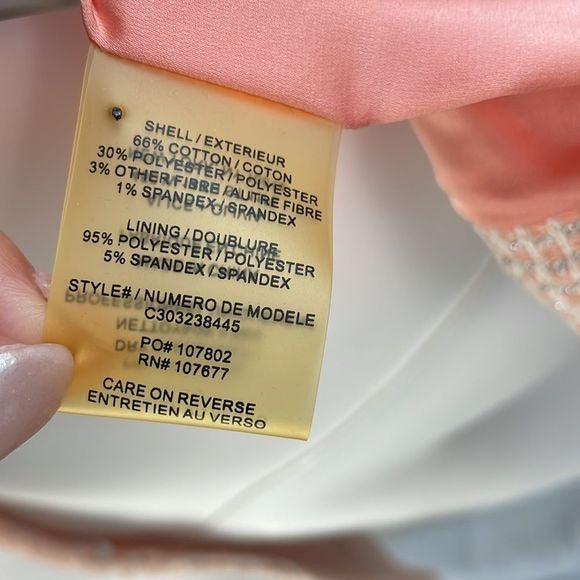 SHELL / EXTERIEUR
66% COTTON / COTON
30% POLYESTER / POLYESTER
3% OTHER FIBRE / AUTRE FIBRE
1% SPANDEX / SPANDEX
LINING / DOUBLURE
95% POLYESTER / POLYESTER
5% SPANDEX / SPANDEX
STYLE# / NUMERO DE MODELE
C303238445
PO# 107802
RN# 107677
CARE ON REVERSE
ENTRETIEN AU VERSO